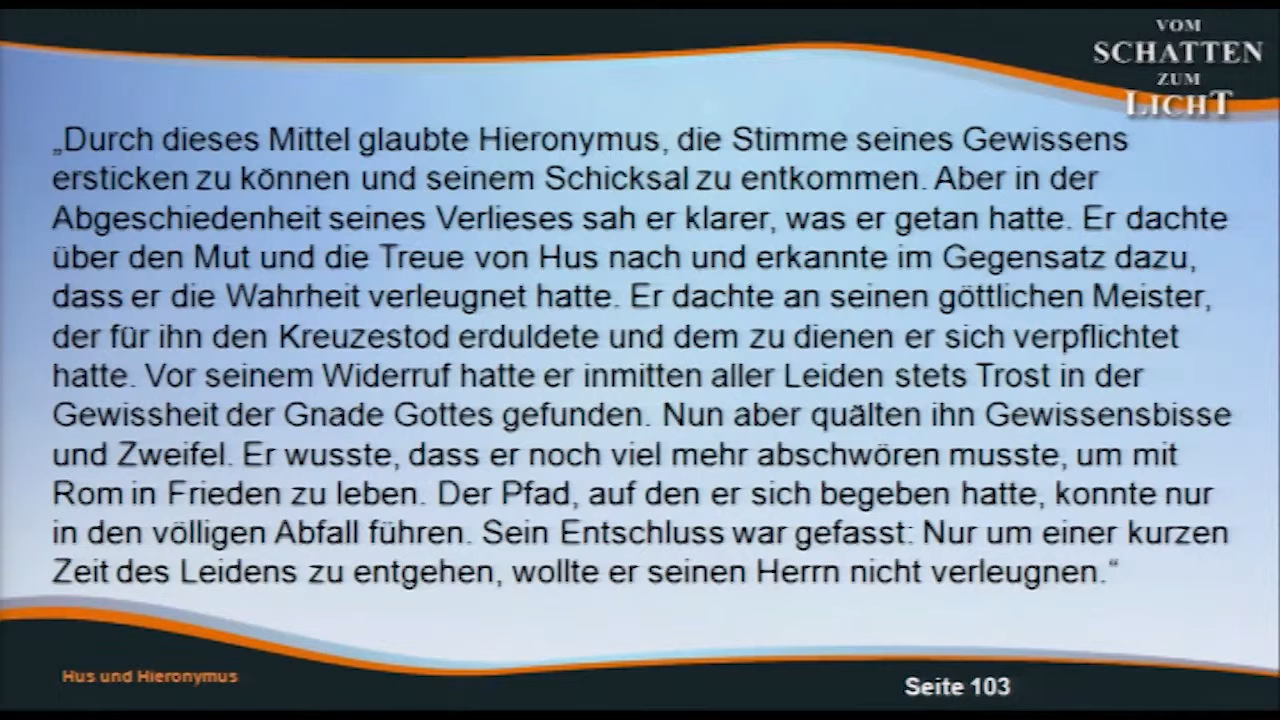 VOM
SCHATTEN
ZUM
LICHT
„Durch dieses Mittel glaubte Hieronymus, die Stimme seines Gewissens
ersticken zu können und seinem Schicksal zu entkommen. Aber in der
Abgeschiedenheit seines Verlieses sah er klarer, was er getan hatte. Er dachte
über den Mut und die Treue von Hus nach und erkannte im Gegensatz dazu,
dass er die Wahrheit verleugnet hatte. Er dachte an seinen göttlichen Meister,
der für ihn den Kreuzestod erduldete und dem zu dienen er sich verpflichtet
hatte. Vor seinem Widerruf hatte er inmitten aller Leiden stets Trost in der
Gewissheit der Gnade Gottes gefunden. Nun aber quälten ihn Gewissensbisse
und Zweifel. Er wusste, dass er noch viel mehr abschwören musste, um mit
Rom in Frieden zu leben. Der Pfad, auf den er sich begeben hatte, konnte nur
in den völligen Abfall führen. Sein Entschluss war gefasst: Nur um einer kurzen
Zeit des Leidens zu entgehen, wollte er seinen Herrn nicht verleugnen.“
Hus und Hieronymus
Seite 103